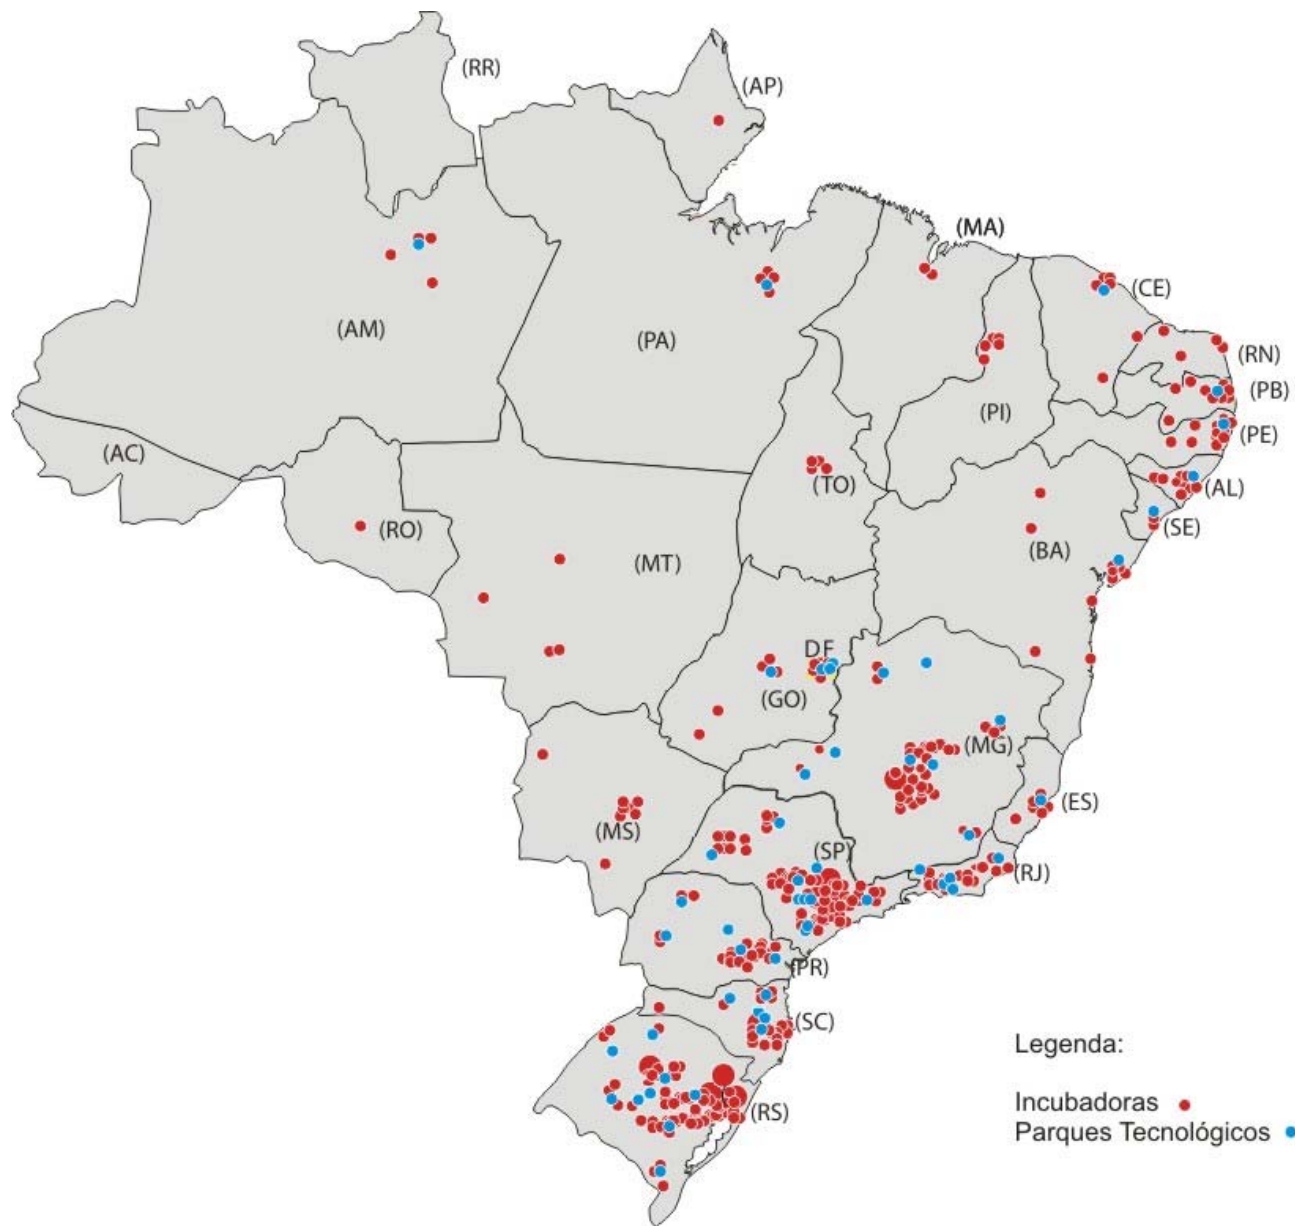 (RR)
(AP)
(MA)
(CE)
(AM)
(PA)
(RN)
(PB)
(PI)
(PE)
(AC)
(TO)
(AL)
(RO)
(SE)
(BA)
(MT)
DF
(GO)
(MG)
(ES)
(MS)
(SP)
(RJ)
(PR)
(SC)
Legenda:
(RS)
Incubadoras
Parques Tecnológicos